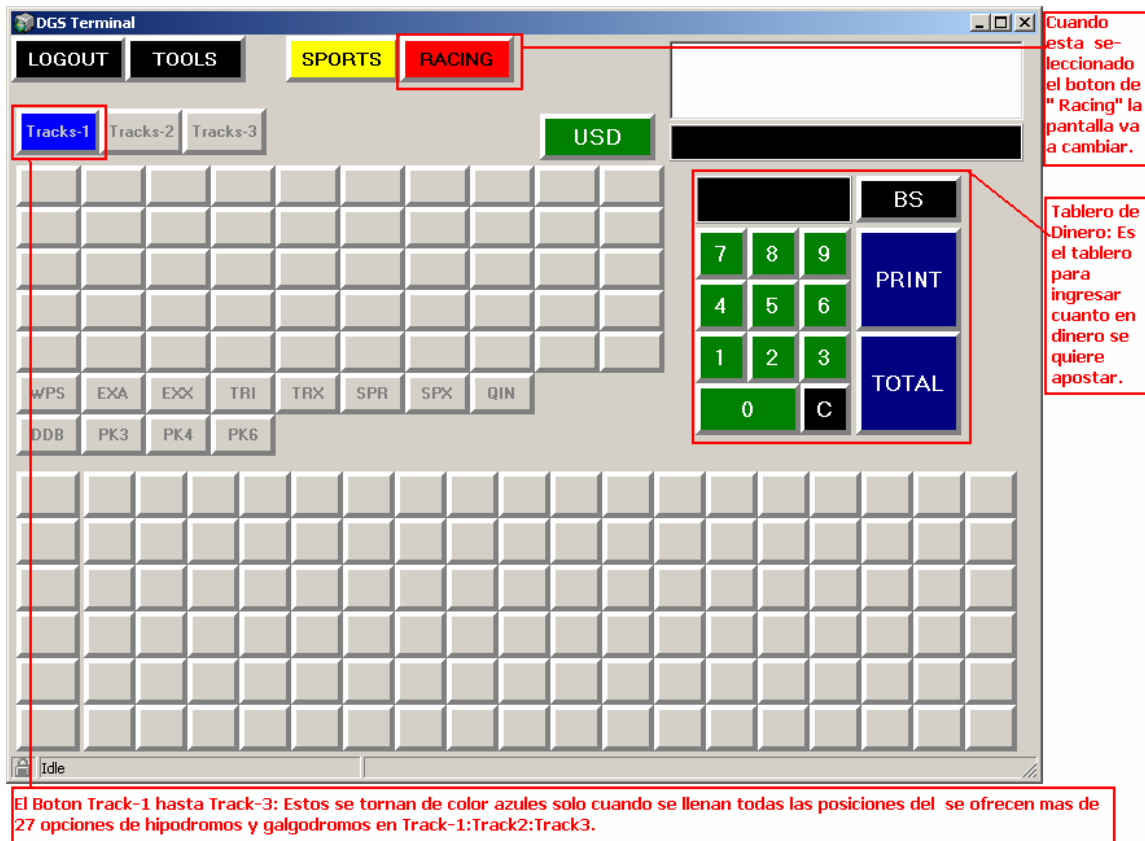 DGS Terminal
LOGOUT TOOLS SPORTS RACING
Tracks-1 Tracks-2 Tracks-3 USD
BS
7 8 9 PRINT
4 5 6
1 2 3 TOTAL
0 C
WPS EXA EXX TRI TRX SPR SPX QIN
DDB PK3 PK4 PK6
Idle
Cuando
esta se-
leccionado
el boton de
" Racing" la
pantalla va
a cambiar.
Tablero de
Dinero: Es
el tablero
para
ingresar
cuanto en
dinero se
quiere
apostar.
El Boton Track-1 hasta Track-3: Estos se tornan de color azules solo cuando se llenan todas las posiciones del se ofrecen mas de
27 opciones de hipodromos y galgodromos en Track-1:Track2:Track3.